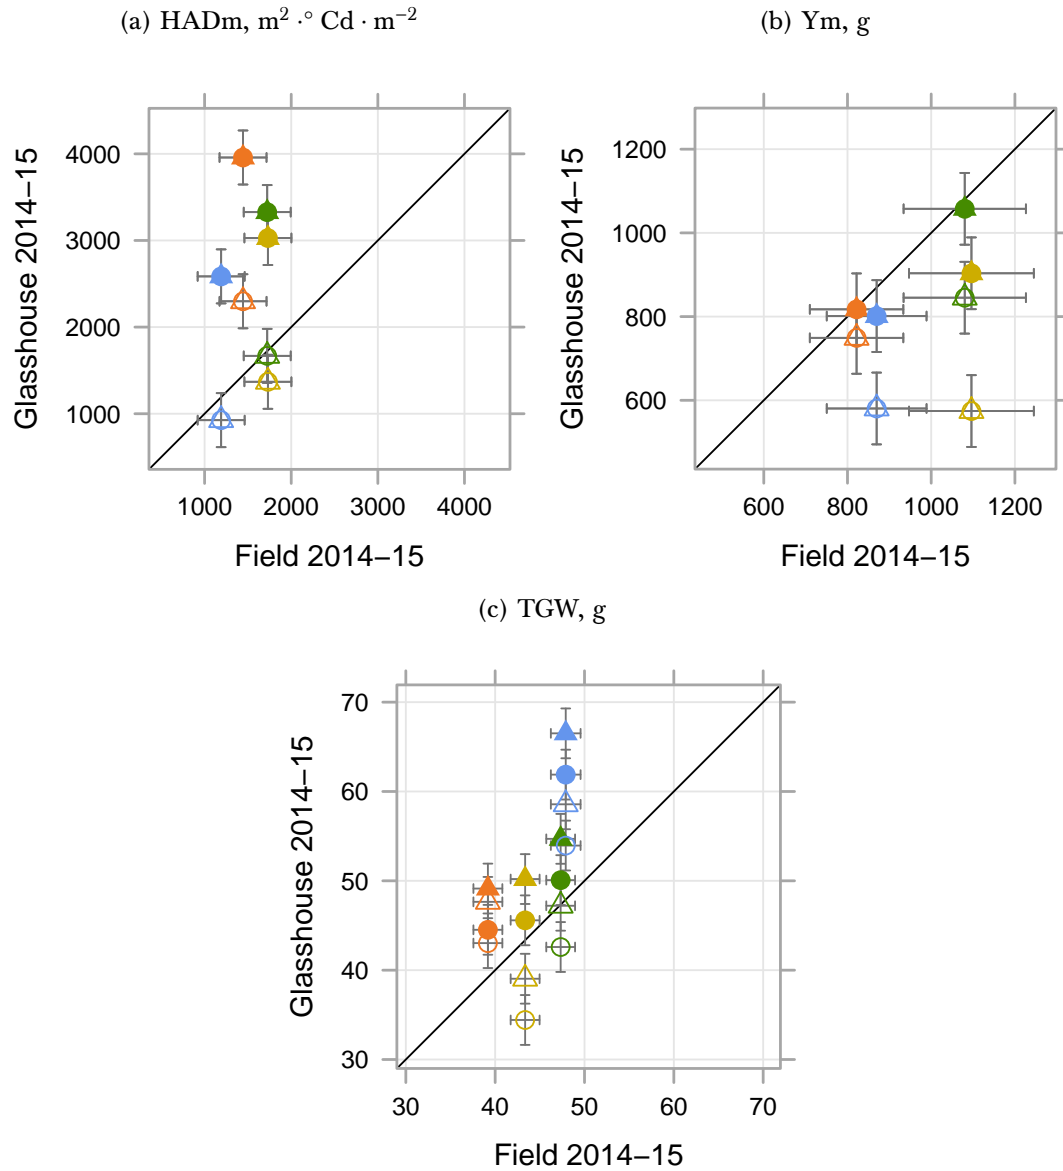 (a) HADm, m² ·° Cd · m⁻²
(b) Ym, g
Glasshouse 2014–15
4000
3000
2000
1000
1000 2000 3000 4000
Field 2014–15
Glasshouse 2014–15
1200
1000
800
600
600 800 1000 1200
Field 2014–15
(c) TGW, g
Glasshouse 2014–15
70
60
50
40
30
30 40 50 60 70
Field 2014–15